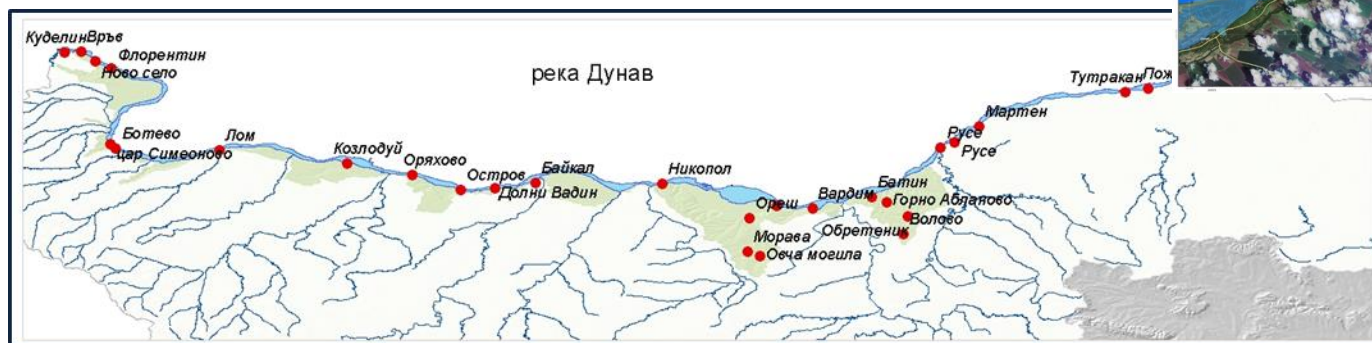 Куделин
Връв
Флорентин
Ново село
река Дунав
Тутракан
Мартен
Русе
Русе
Ботево
цар Симеоново
Лом
Козлодуй
Оряхово
Остров
Долни Вадин
Байкал
Никопол
Ореш
Вардим
Батин
Горно Абланово
Волово
Обретеник
Морава
Овча могила